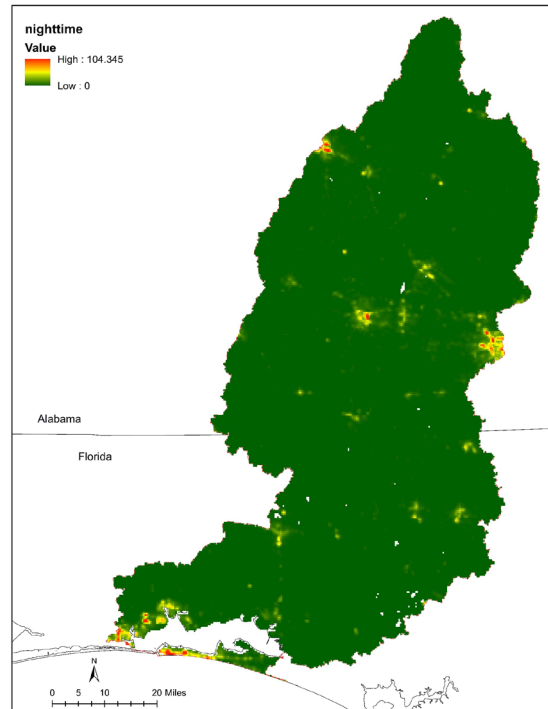 nighttime
Value
High : 104.345
Low : 0
Alabama
Florida
N
0 5 10 20 Miles